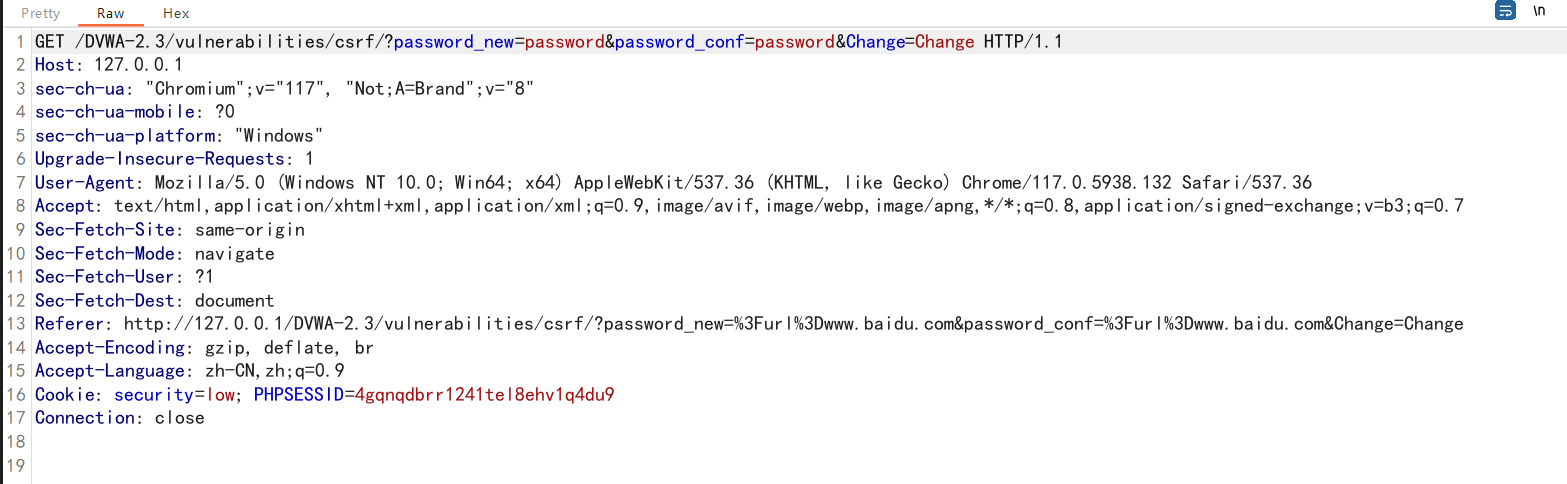 Pretty Raw Hex \n
1 GET /DVWA-2.3/vulnerabilities/csrf/?password_new=password&password_conf=password&Change=Change HTTP/1.1
2 Host: 127.0.0.1
3 sec-ch-ua: "Chromium";v="117", "Not;A=Brand";v="8"
4 sec-ch-ua-mobile: ?0
5 sec-ch-ua-platform: "Windows"
6 Upgrade-Insecure-Requests: 1
7 User-Agent: Mozilla/5.0 (Windows NT 10.0; Win64; x64) AppleWebKit/537.36 (KHTML, like Gecko) Chrome/117.0.5938.132 Safari/537.36
8 Accept: text/html,application/xhtml+xml,application/xml;q=0.9,image/avif,image/webp,image/apng,*/*;q=0.8,application/signed-exchange;v=b3;q=0.7
9 Sec-Fetch-Site: same-origin
10 Sec-Fetch-Mode: navigate
11 Sec-Fetch-User: ?1
12 Sec-Fetch-Dest: document
13 Referer: http://127.0.0.1/DVWA-2.3/vulnerabilities/csrf/?password_new=%3Furl%3Dwww.baidu.com&password_conf=%3Furl%3Dwww.baidu.com&Change=Change
14 Accept-Encoding: gzip, deflate, br
15 Accept-Language: zh-CN,zh;q=0.9
16 Cookie: security=low; PHPSESSID=4gqnqdbrr1241tel8ehv1q4du9
17 Connection: close
18
19